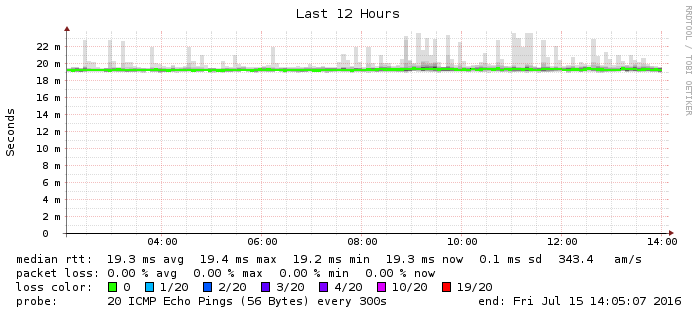 Last 12 Hours
RRDTOOL / TOBI OETIKER
Seconds
22 m
20 m
18 m
16 m
14 m
12 m
10 m
8 m
6 m
4 m
2 m
0
04:00 06:00 08:00 10:00 12:00 14:00
median rtt: 19.3 ms avg 19.4 ms max 19.2 ms min 19.3 ms now 0.1 ms sd 343.4 am/s
packet loss: 0.00 % avg 0.00 % max 0.00 % min 0.00 % now
loss color: 0 1/20 2/20 3/20 4/20 10/20 19/20
probe: 20 ICMP Echo Pings (56 Bytes) every 300s end: Fri Jul 15 14:05:07 2016